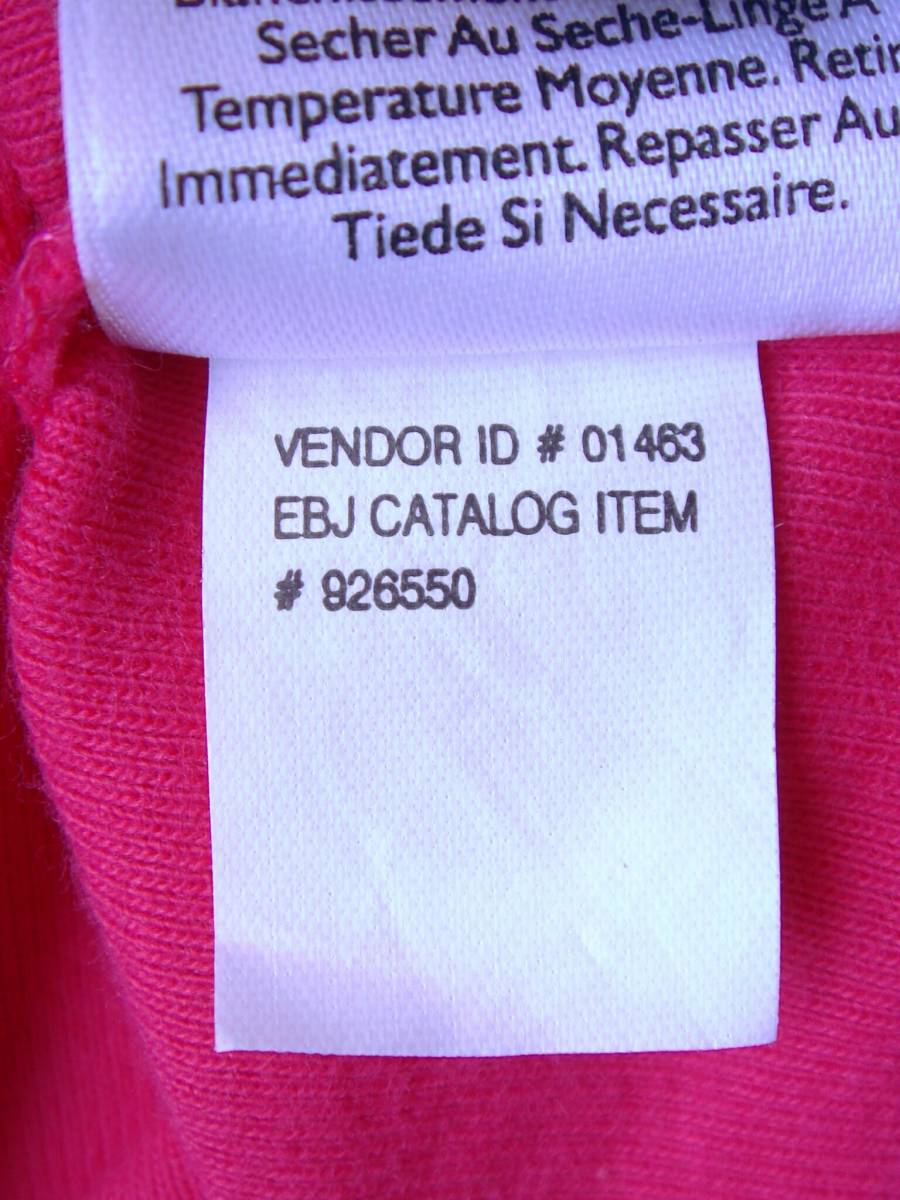 Secher Au Seche-Linge A
Temperature Moyenne. Retir
Immediatement. Repasser Au
Tiede Si Necessaire.
VENDOR ID # 01463
EBJ CATALOG ITEM
# 926550